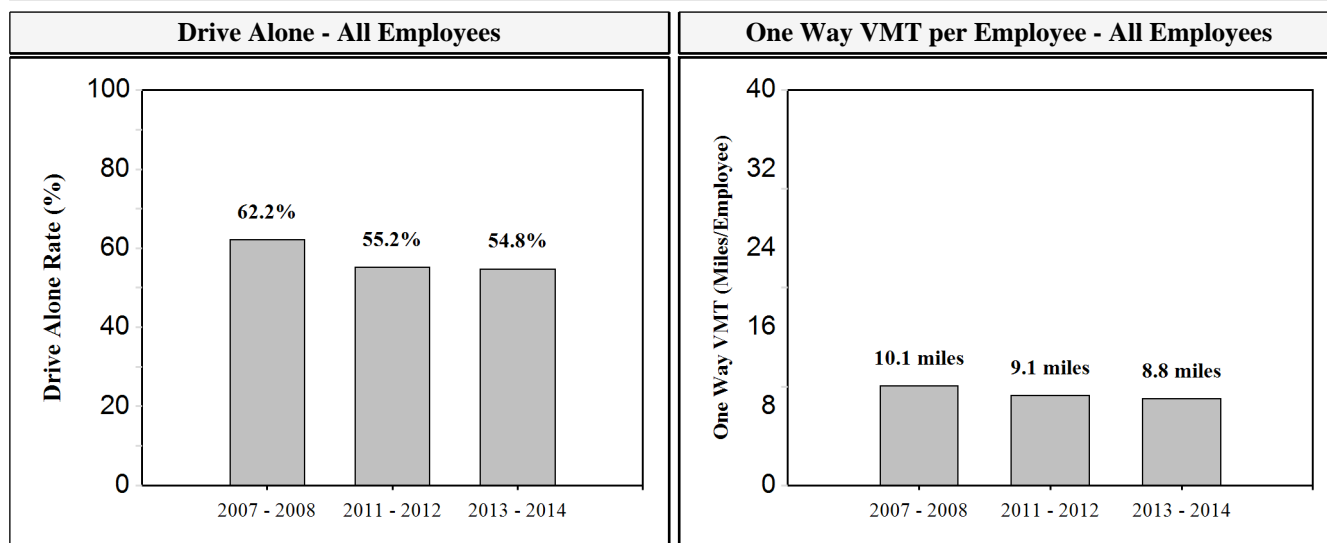 Drive Alone - All Employees
One Way VMT per Employee - All Employees
Drive Alone Rate (%)
100
80
60
40
20
0
62.2%
55.2%
54.8%
2007 - 2008
2011 - 2012
2013 - 2014
One Way VMT (Miles/Employee)
40
32
24
16
8
0
10.1 miles
9.1 miles
8.8 miles
2007 - 2008
2011 - 2012
2013 - 2014